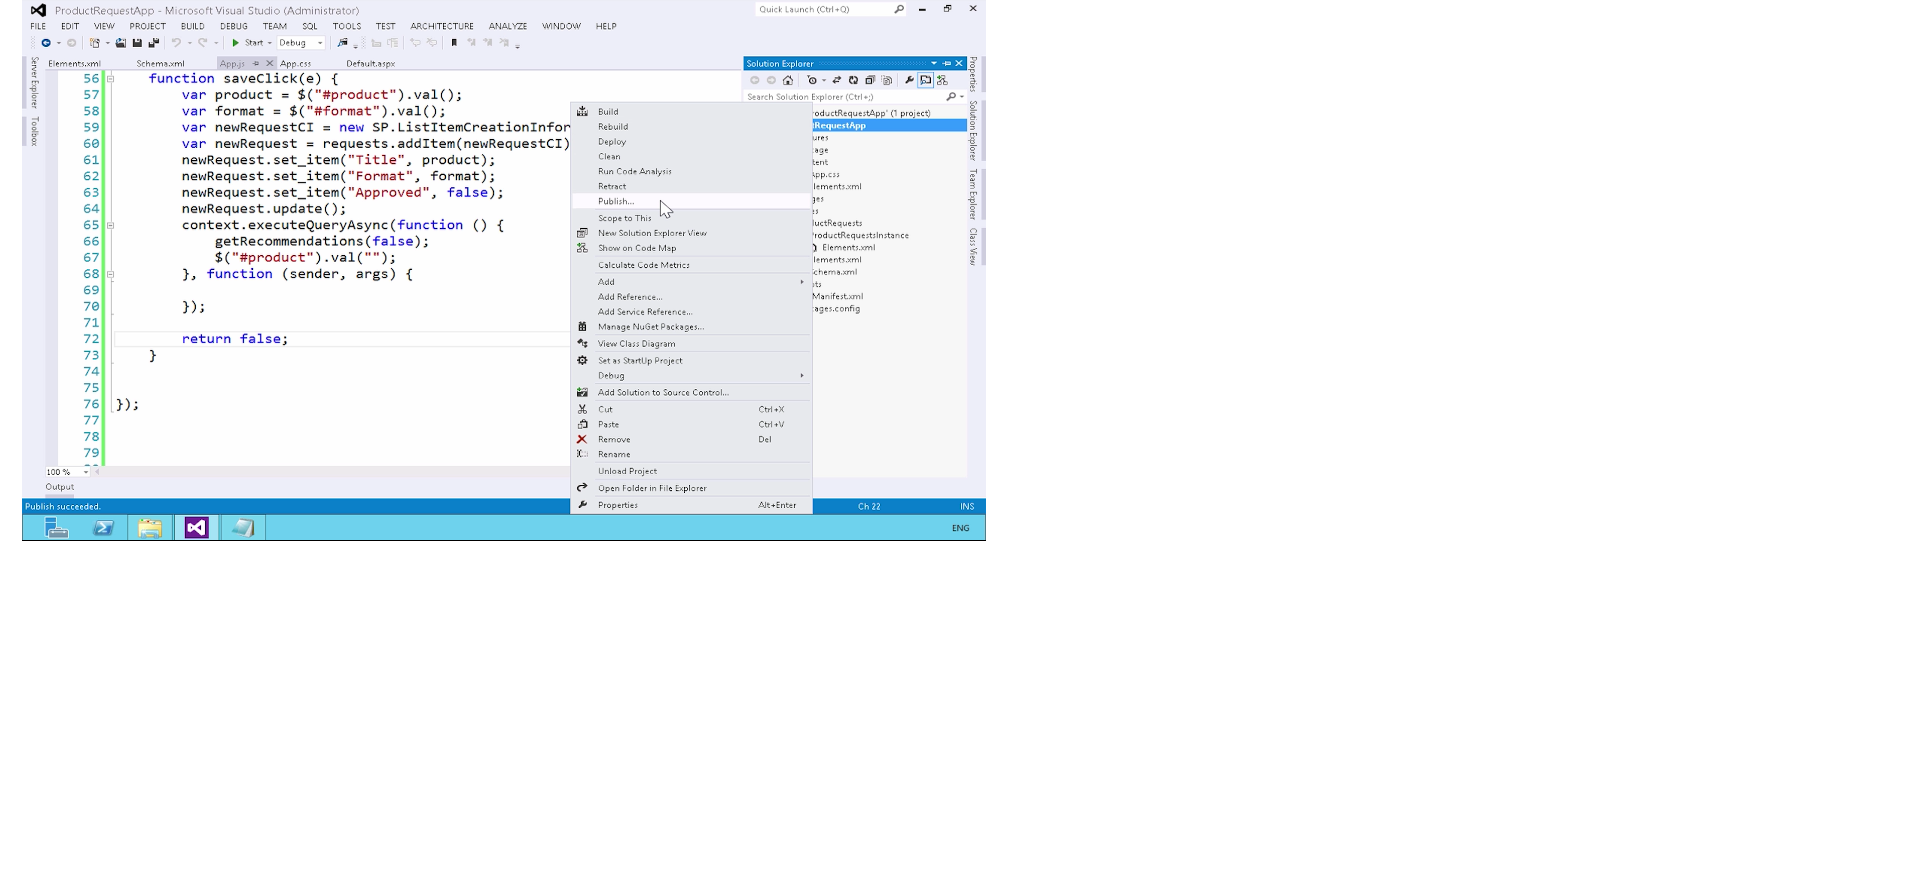 ProductRequestApp - Microsoft Visual Studio (Administrator)
Quick Launch (Ctrl+Q)
FILE EDIT VIEW PROJECT BUILD DEBUG TEAM SQL TOOLS TEST ARCHITECTURE ANALYZE WINDOW HELP
Start Debug
Elements.xml Schema.xml App.js App.css Default.aspx
Server Explorer
Toolbox
56 function saveClick(e) {
57 var product = $("#product").val();
58 var format = $("#format").val();
59 var newRequestCI = new SP.ListItemCreationInfor
60 var newRequest = requests.addItem(newRequestCI)
61 newRequest.set_item("Title", product);
62 newRequest.set_item("Format", format);
63 newRequest.set_item("Approved", false);
64 newRequest.update();
65 context.executeQueryAsync(function () {
66 getRecommendations(false);
67 $("#product").val("");
68 }, function (sender, args) {
69
70 });
71
72 return false;
73 }
74
75
76 });
77
78
79
100 %
Output
Build
Rebuild
Deploy
Clean
Run Code Analysis
Retract
Publish...
Scope to This
New Solution Explorer View
Show on Code Map
Calculate Code Metrics
Add
Add Reference...
Add Service Reference...
Manage NuGet Packages...
View Class Diagram
Set as StartUp Project
Debug
Add Solution to Source Control...
Cut Ctrl+X
Paste Ctrl+V
Remove Del
Rename
Unload Project
Open Folder in File Explorer
Properties Alt+Enter
Solution Explorer
Search Solution Explorer (Ctrl+;)
roductRequestApp' (1 project)
tRequestApp
ures
age
tent
App.css
lements.xml
ges
es
ductRequests
roductRequestsInstance
Elements.xml
lements.xml
chema.xml
ts
Manifest.xml
ages.config
Properties
Solution Explorer
Team Explorer
Class View
Publish succeeded.
Ch 22
INS
ENG